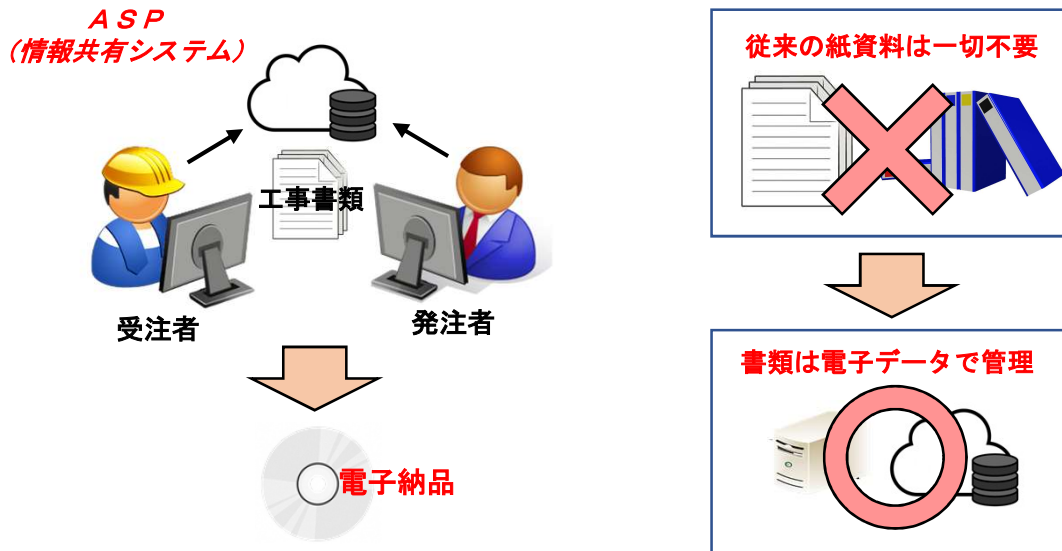 ＡＳＰ
（情報共有システム）
工事書類
受注者
発注者
電子納品
従来の紙資料は一切不要
書類は電子データで管理